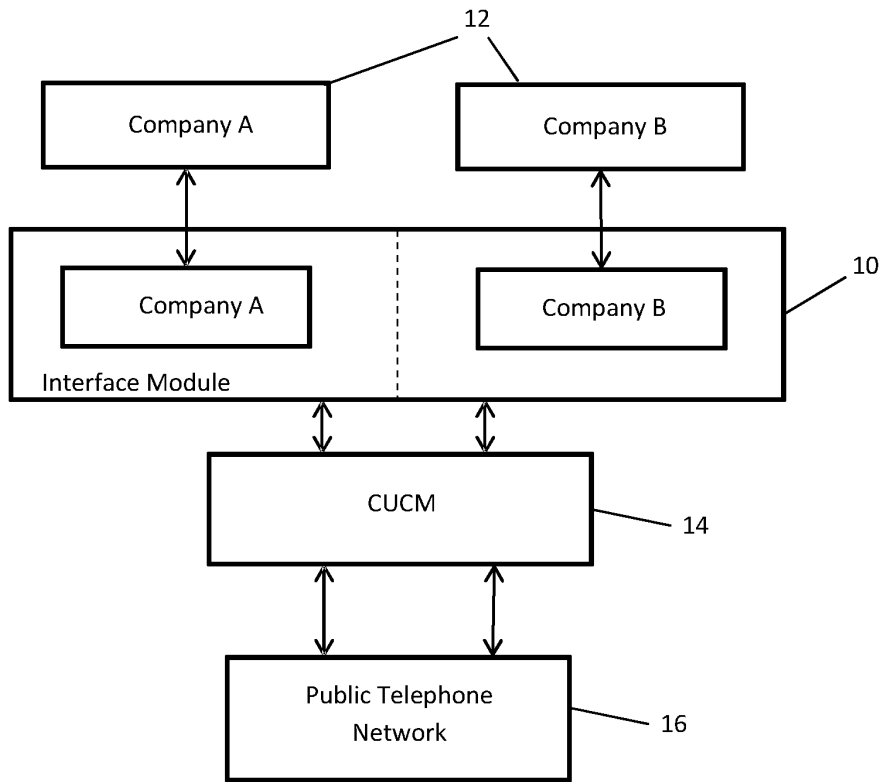 12
Company A
Company B
10
Company A
Company B
Interface Module
CUCM
14
Public Telephone
Network
16